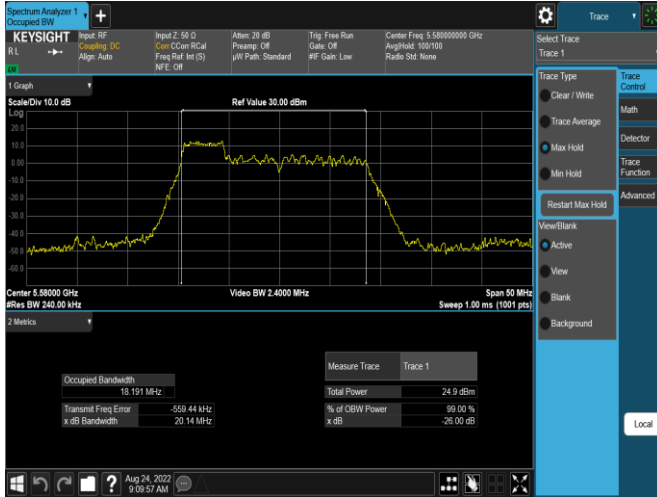 Spectrum Analyzer 1
Occupied BW
+
Trace
KEYSIGHT
R L
Input: RF
Coupling: DC
Align: Auto
Input Z: 50 Ω
Corr CCorr RCal
Freq Ref: Int (S)
NFE: Off
Atten: 20 dB
Preamp: Off
µW Path: Standard
Trig: Free Run
Gate: Off
#IF Gain: Low
Center Freq: 5.580000000 GHz
Avg|Hold: 100/100
Radio Std: None
Select Trace
Trace 1
1 Graph
Scale/Div 10.0 dB
Ref Value 30.00 dBm
Log
20.0
10.0
0.00
-10.0
-20.0
-30.0
-40.0
-50.0
-60.0
Center 5.58000 GHz
#Res BW 240.00 kHz
Video BW 2.4000 MHz
Span 50 MHz
Sweep 1.00 ms (1001 pts)
Trace Type
Clear / Write
Trace Average
Max Hold
Min Hold
Restart Max Hold
View/Blank
Active
View
Blank
Background
Trace
Control
Math
Detector
Trace
Function
Advanced
Local
2 Metrics
Occupied Bandwidth
18.191 MHz
Transmit Freq Error -559.44 kHz
x dB Bandwidth 20.14 MHz
Measure Trace Trace 1
Total Power 24.9 dBm
% of OBW Power 99.00 %
x dB -26.00 dB
?
Aug 24, 2022
9:09:57 AM